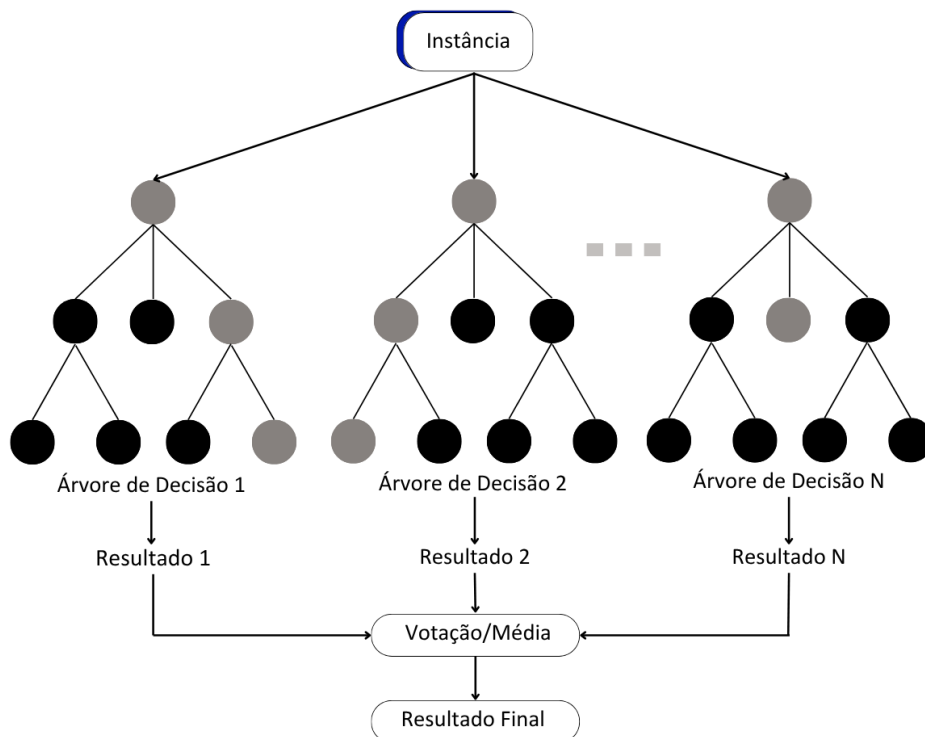 Instância
Árvore de Decisão 1
Árvore de Decisão 2
Árvore de Decisão N
Resultado 1
Resultado 2
Resultado N
Votação/Média
Resultado Final